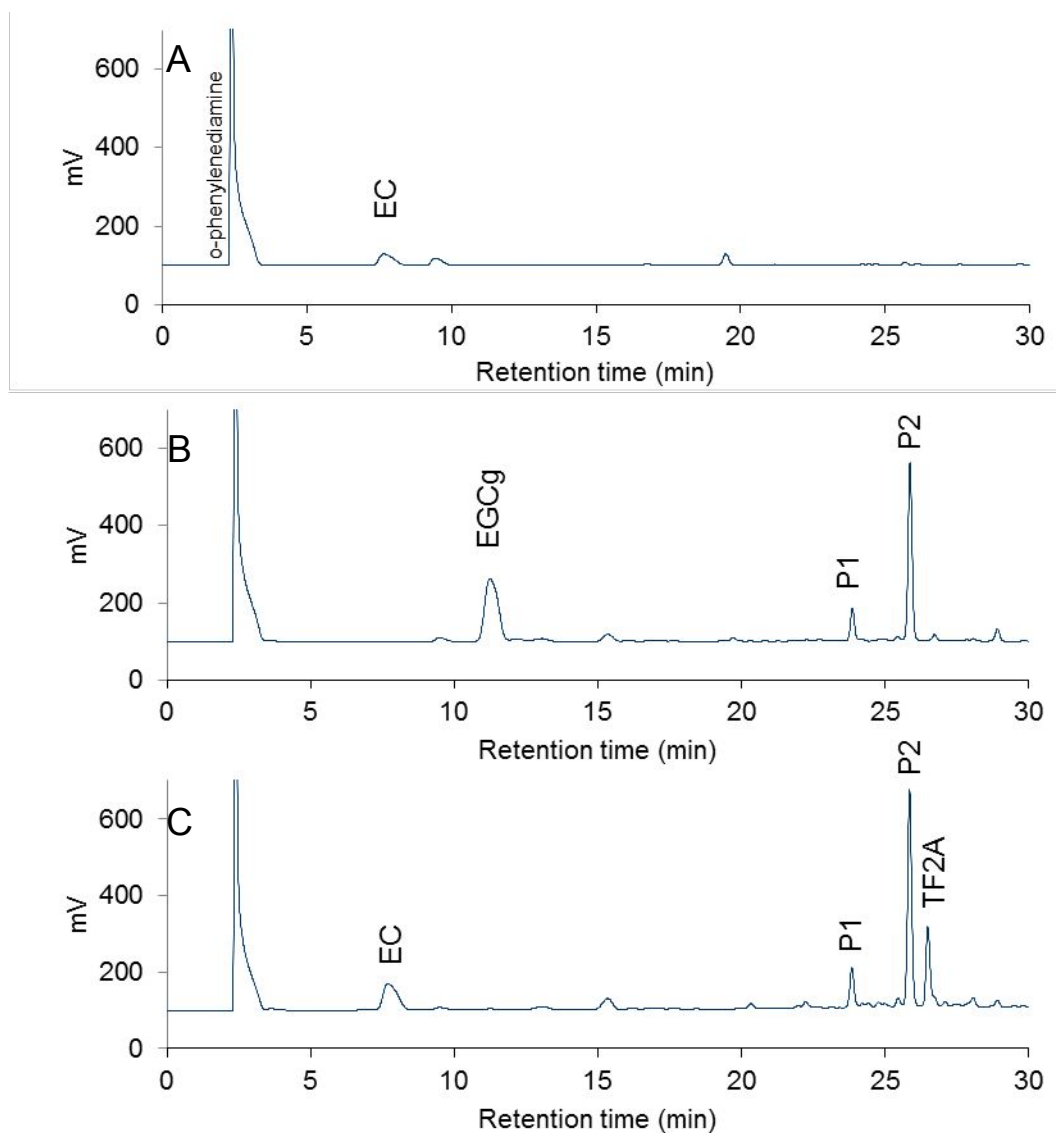 A
600
400
200
0
mV
o-phenylenediamine
EC
0 5 10 15 20 25 30
Retention time (min)
B
600
400
200
0
mV
EGCg
P1
P2
0 5 10 15 20 25 30
Retention time (min)
C
600
400
200
0
mV
EC
P1
P2
TF2A
0 5 10 15 20 25 30
Retention time (min)